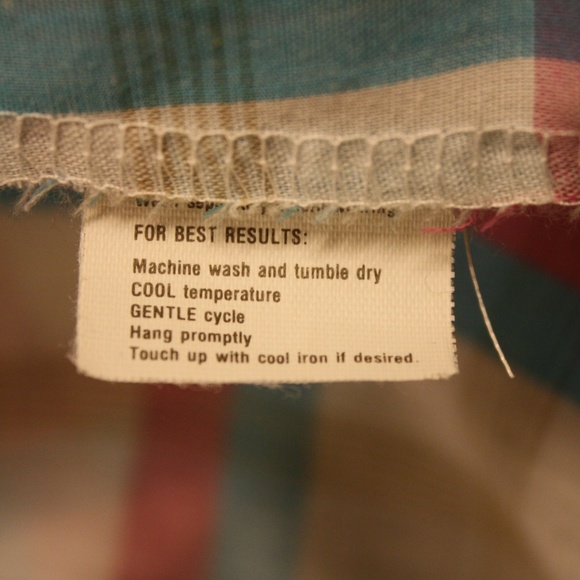 FOR BEST RESULTS:
Machine wash and tumble dry
COOL temperature
GENTLE cycle
Hang promptly
Touch up with cool iron if desired.